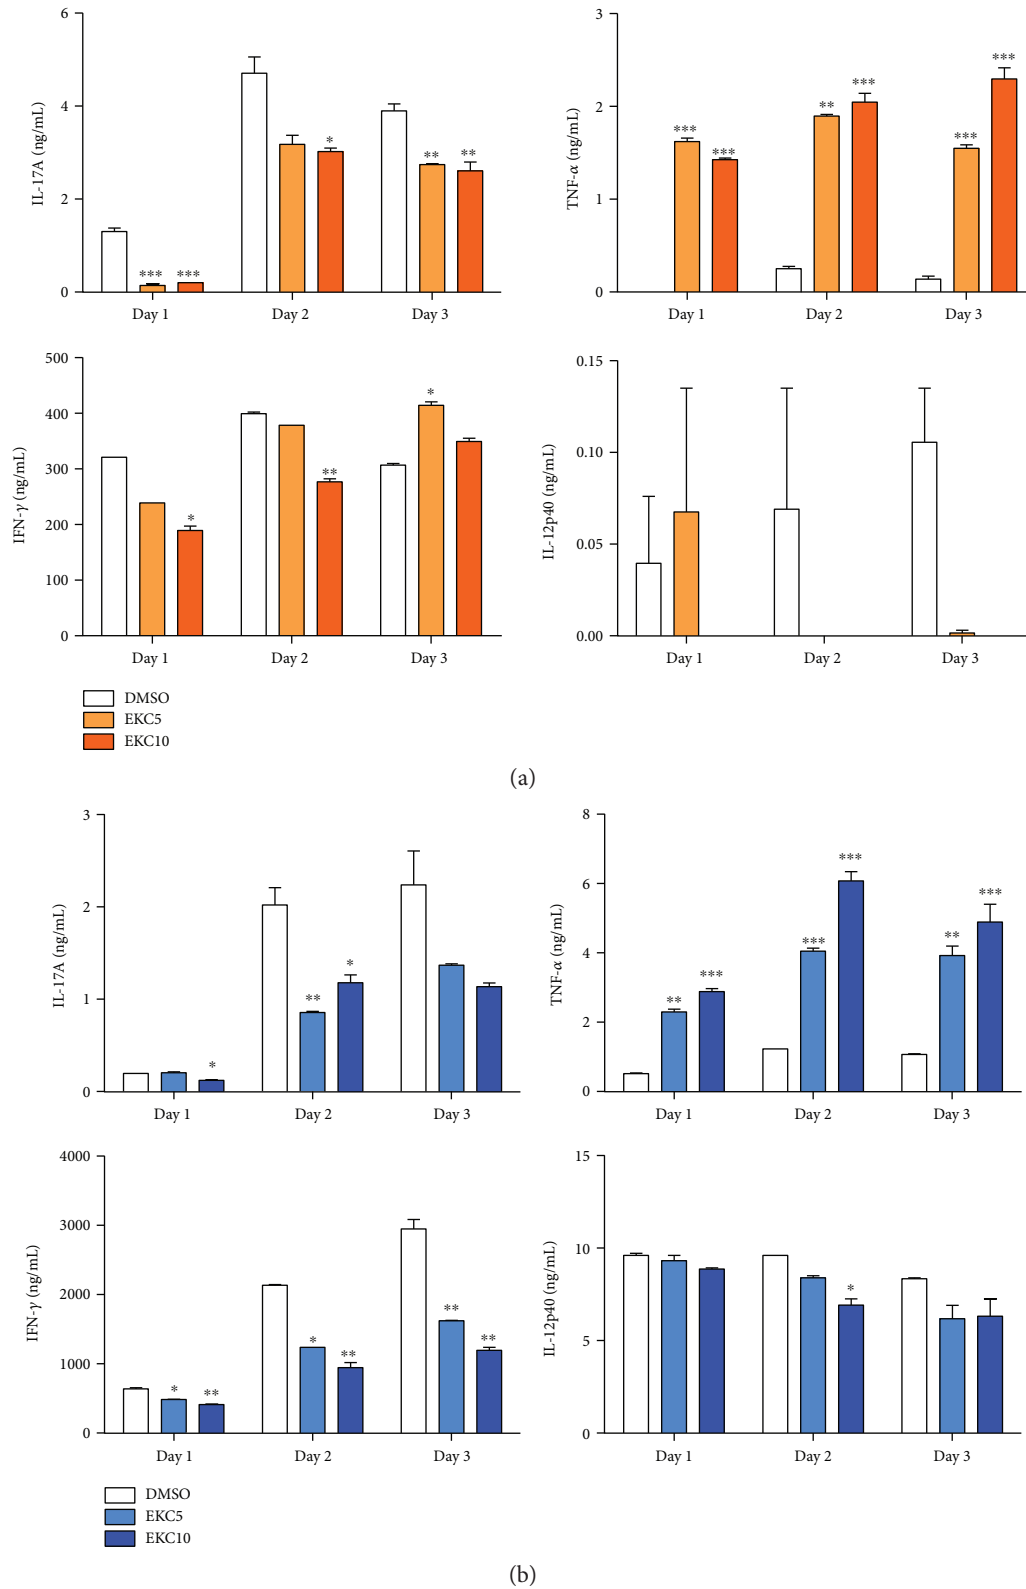 6
4
2
0
IL-17A (ng/mL)
***
***
*
**
**
Day 1
Day 2
Day 3
3
2
1
0
TNF-α (ng/mL)
***
***
**
***
***
***
Day 1
Day 2
Day 3
500
400
300
200
100
0
IFN-γ (ng/mL)
*
**
*
Day 1
Day 2
Day 3
0.15
0.10
0.05
0.00
IL-12p40 (ng/mL)
Day 1
Day 2
Day 3
DMSO
EKC5
EKC10
(a)
3
2
1
0
IL-17A (ng/mL)
*
**
*
Day 1
Day 2
Day 3
8
6
4
2
0
TNF-α (ng/mL)
**
***
***
***
**
***
Day 1
Day 2
Day 3
4000
3000
2000
1000
0
IFN-γ (ng/mL)
*
**
*
**
**
**
Day 1
Day 2
Day 3
15
10
5
0
IL-12p40 (ng/mL)
*
Day 1
Day 2
Day 3
DMSO
EKC5
EKC10
(b)